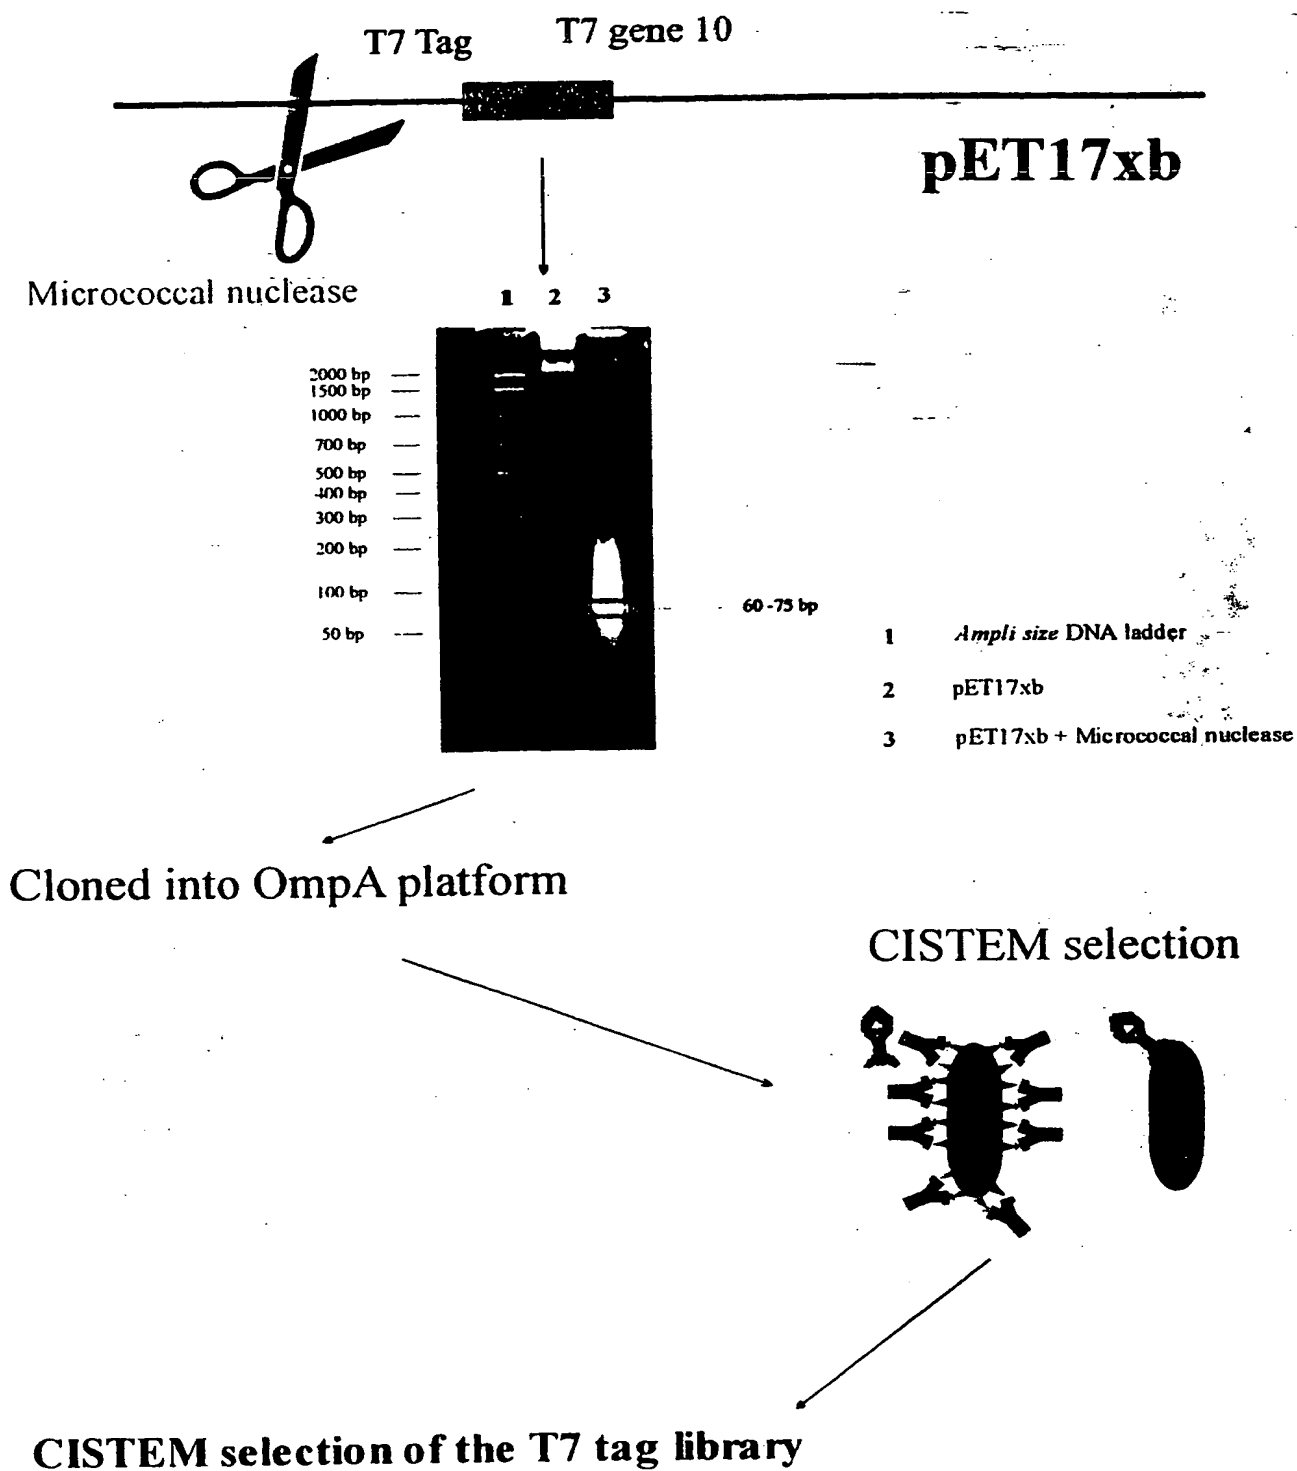 T7 Tag
T7 gene 10
pET17xb
Micrococcal nuclease
1 2 3
2000 bp
1500 bp
1000 bp
700 bp
500 bp
400 bp
300 bp
200 bp
100 bp
50 bp
60-75 bp
1 Ampli size DNA ladder
2 pET17xb
3 pET17xb + Micrococcal nuclease
Cloned into OmpA platform
CISTEM selection
CISTEM selection of the T7 tag library